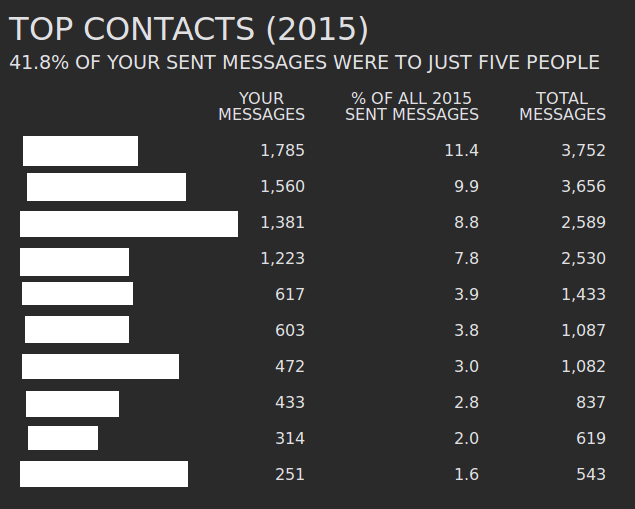 TOP CONTACTS (2015)
41.8% OF YOUR SENT MESSAGES WERE TO JUST FIVE PEOPLE
YOUR MESSAGES % OF ALL 2015 SENT MESSAGES TOTAL MESSAGES
1,785 11.4 3,752
1,560 9.9 3,656
1,381 8.8 2,589
1,223 7.8 2,530
617 3.9 1,433
603 3.8 1,087
472 3.0 1,082
433 2.8 837
314 2.0 619
251 1.6 543